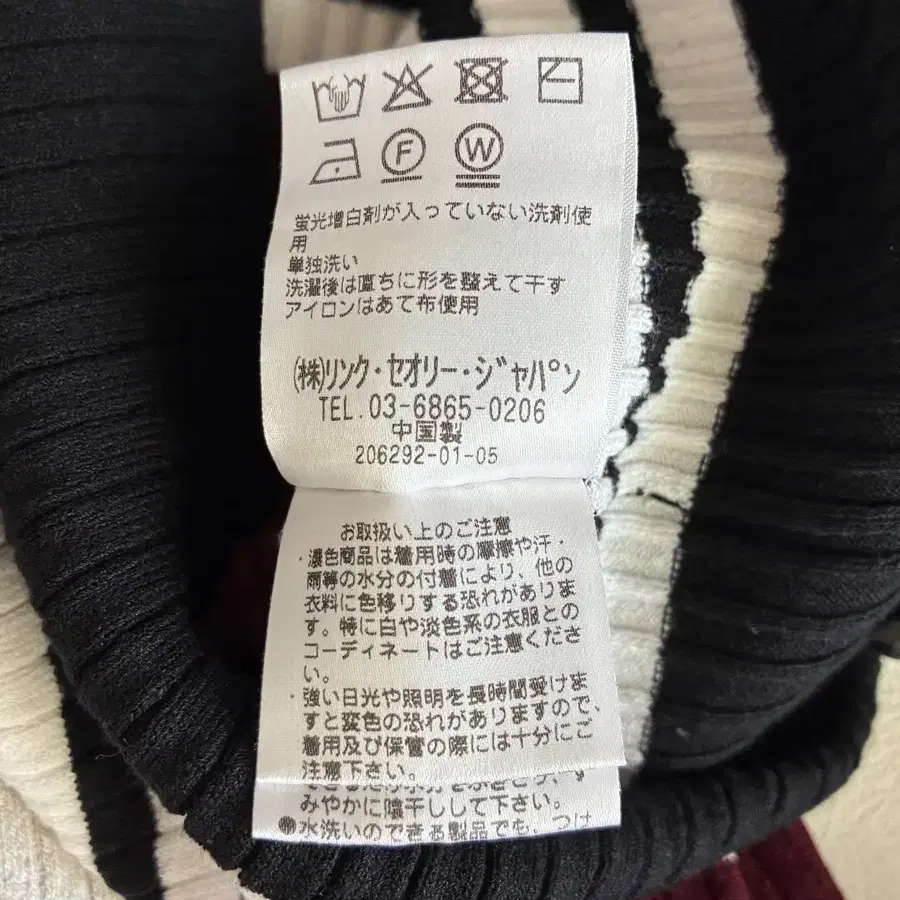 F W
蛍光増白剤が入っていない洗剤使
用
単独洗い
洗濯後は直ちに形を整えて干す
アイロンはあて布使用
(株)リンク・セオリー・ジャパン
TEL.03-6865-0206
中国製
206292-01-05
お取扱い上のご注意
・濃色商品は着用時の摩擦や汗・
雨等の水分の付着により、他の
衣料に色移りする恐れがありま
す。特に白や淡色系の衣服との
コーディネートはご注意くださ
い。
・強い日光や照明を長時間受けま
すと変色の恐れがありますので、
着用及び保管の際には十分にご
注意下さい。
みやかに陰干しして下さい。
水洗いのできる製品でも、つけ